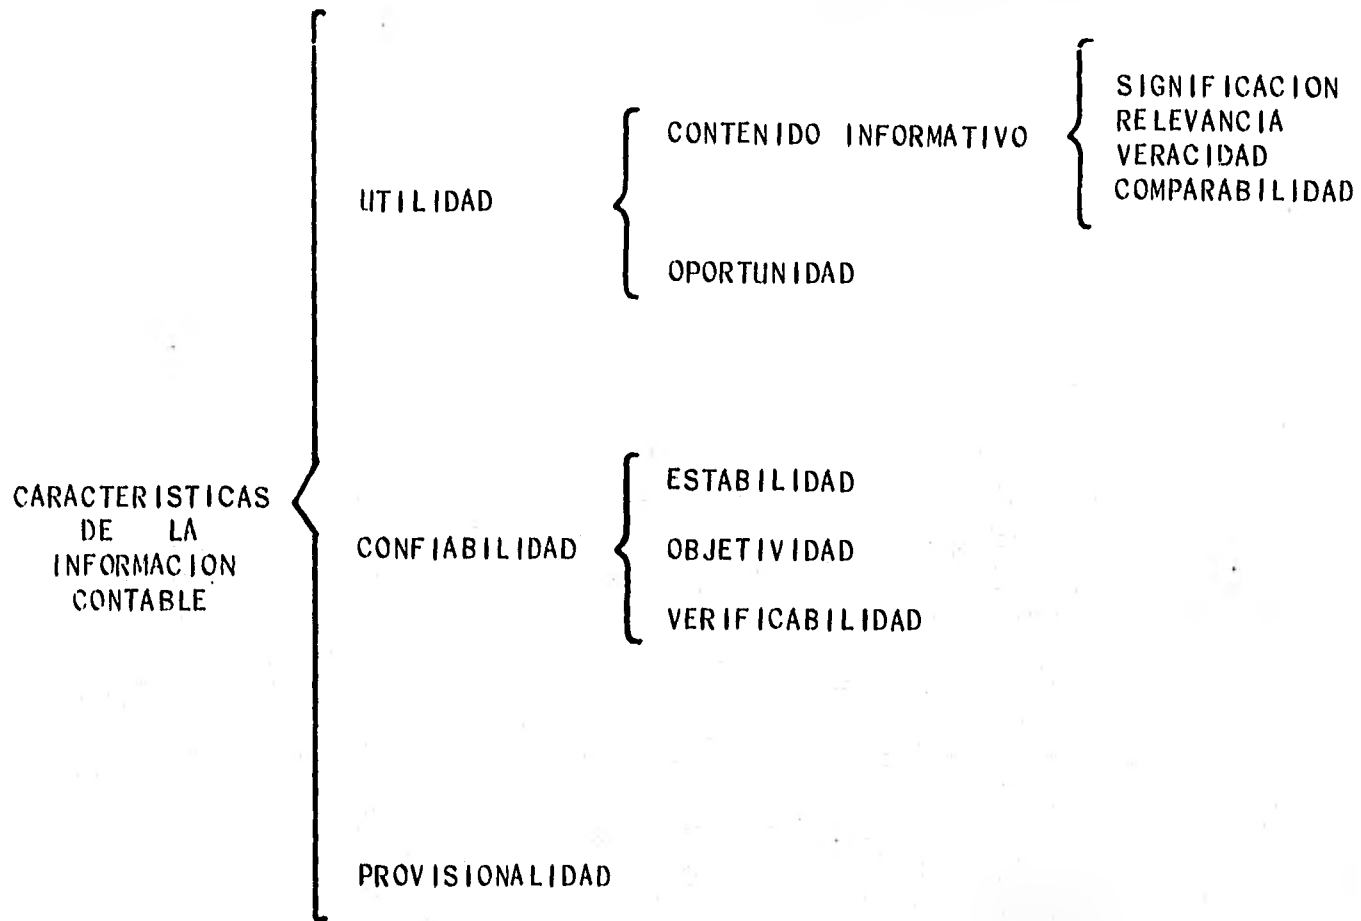 CARACTERISTICAS
DE LA
INFORMACION
CONTABLE
UTILIDAD
CONTENIDO INFORMATIVO
SIGNIFICACION
RELEVANCIA
VERACIDAD
COMPARABILIDAD
OPORTUNIDAD
CONFIABILIDAD
ESTABILIDAD
OBJETIVIDAD
VERIFICABILIDAD
PROVISIONALIDAD